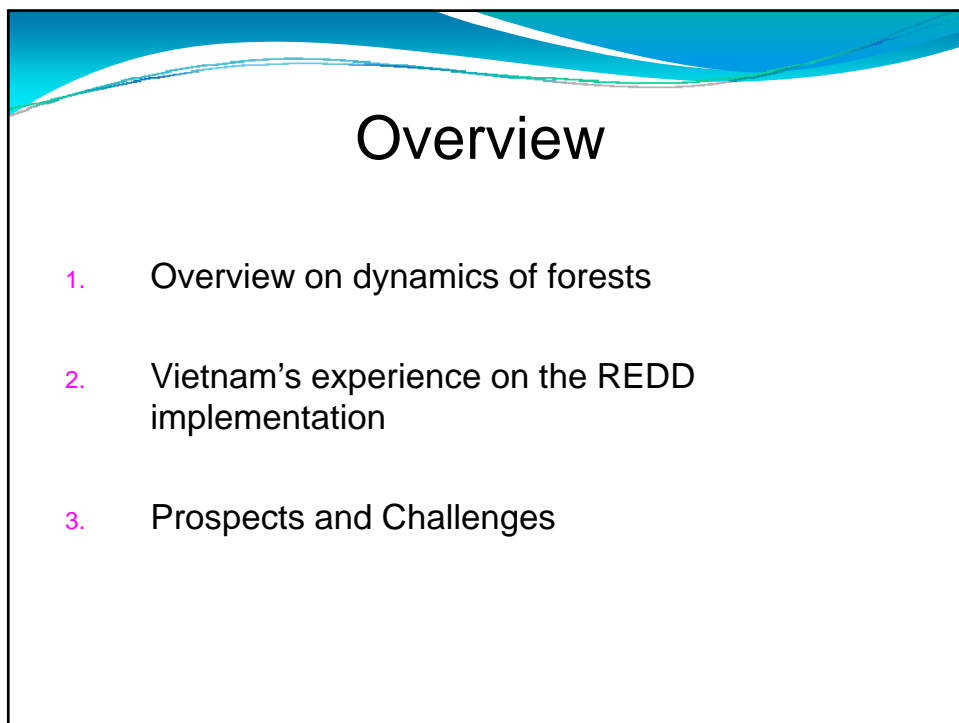 Overview
1. Overview on dynamics of forests
2. Vietnam's experience on the REDD
implementation
3. Prospects and Challenges